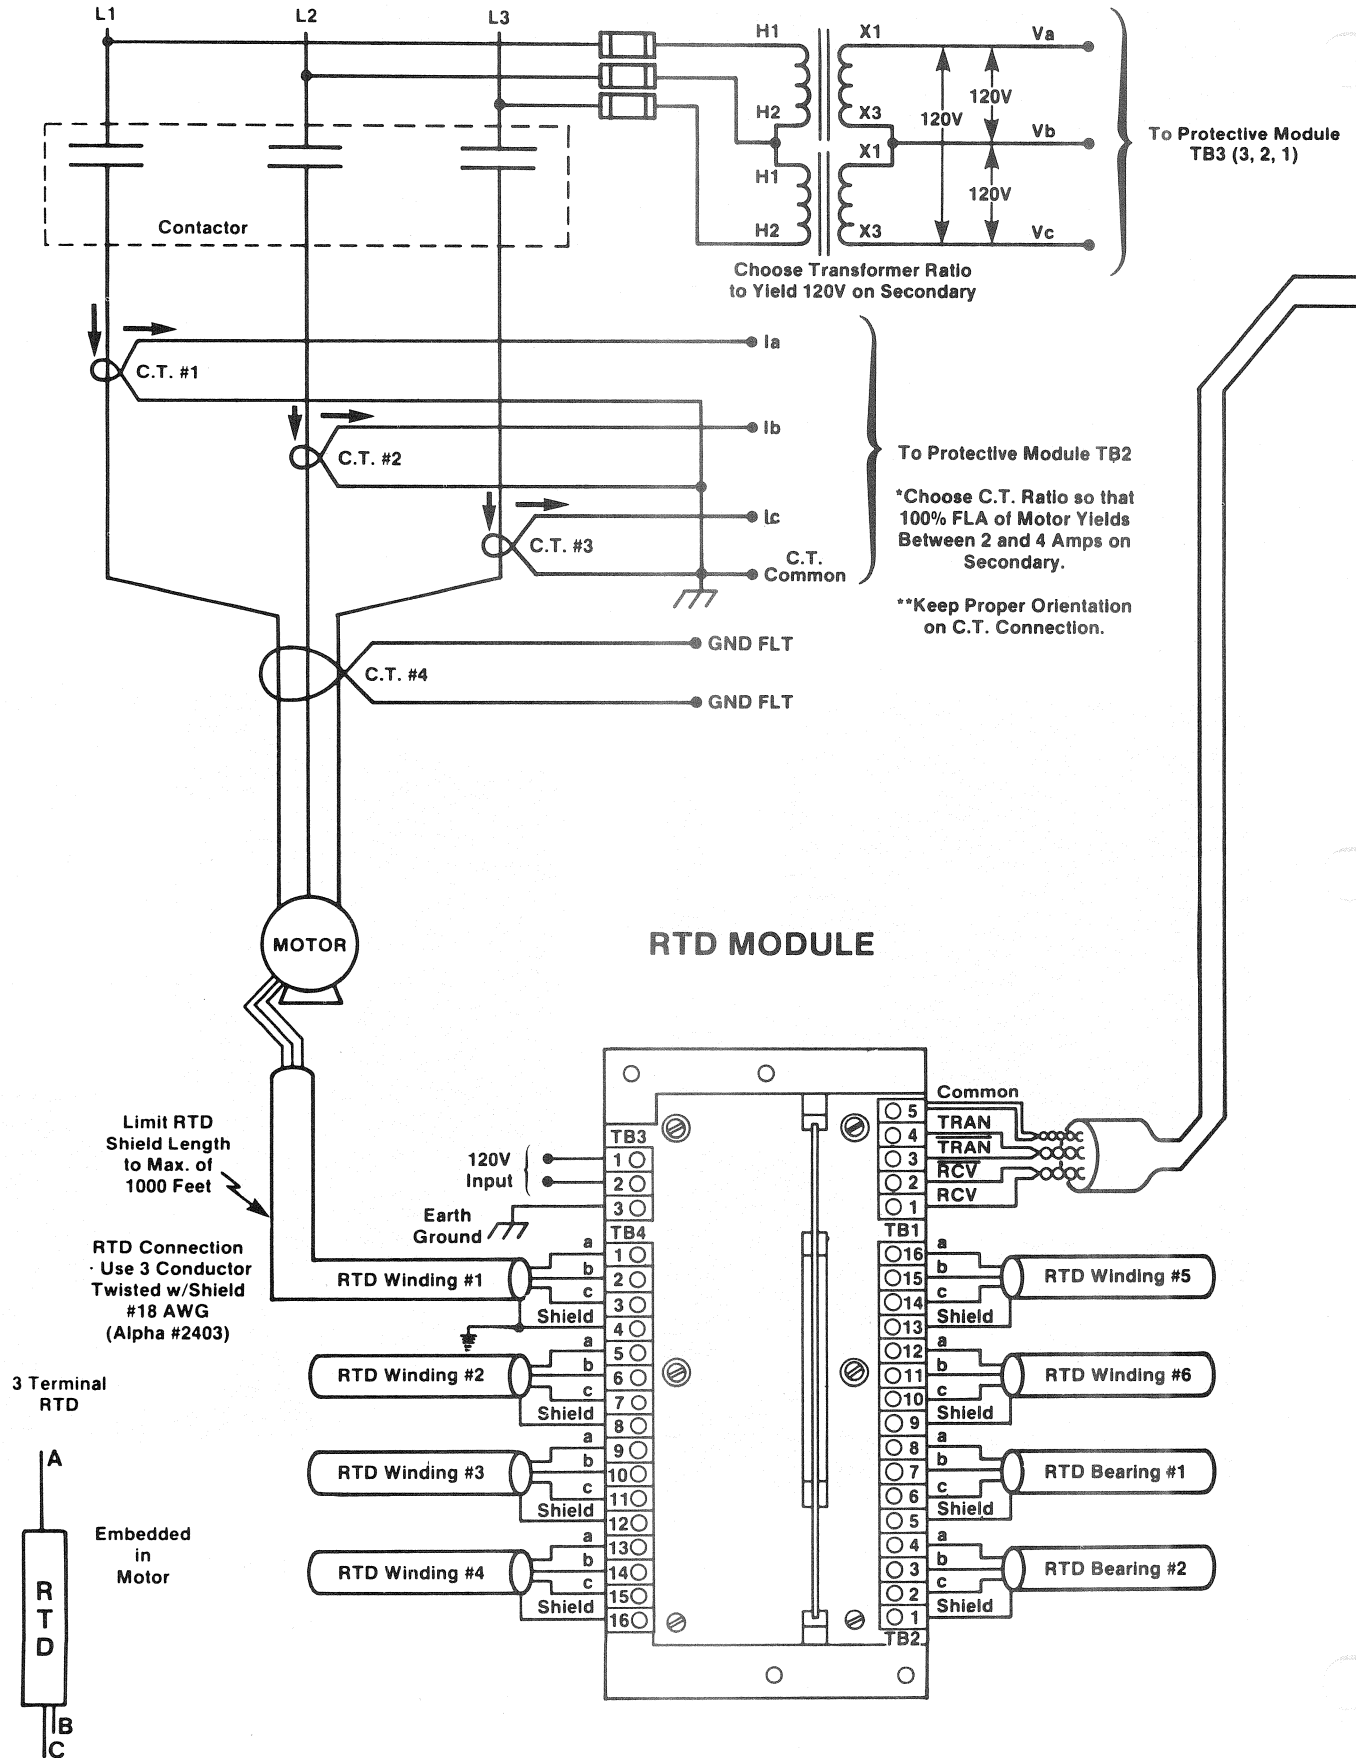 L1 L2 L3
H1 X1 Va
120V
H2 X3 120V
Vb
X1
H1
120V
H2 X3 Vc
To Protective Module
TB3 (3, 2, 1)
Contactor
Choose Transformer Ratio
to Yield 120V on Secondary
Ia
C.T. #1
Ib
C.T. #2
Ic
C.T. #3
C.T.
Common
To Protective Module TB2
*Choose C.T. Ratio so that
100% FLA of Motor Yields
Between 2 and 4 Amps on
Secondary.
**Keep Proper Orientation
on C.T. Connection.
GND FLT
C.T. #4
GND FLT
MOTOR
RTD MODULE
Limit RTD
Shield Length
to Max. of
1000 Feet
RTD Connection
Use 3 Conductor
Twisted w/Shield
#18 AWG
(Alpha #2403)
3 Terminal
RTD
A
RTD
B
C
Embedded
in
Motor
120V
Input
Earth
Ground
TB3
1
2
3
TB4
RTD Winding #1
a 1
b 2
c 3
Shield 4
RTD Winding #2
a 5
b 6
c 7
Shield 8
RTD Winding #3
a 9
b 10
c 11
Shield 12
RTD Winding #4
a 13
b 14
c 15
Shield 16
5 Common
4 TRAN
3 TRAN
2 RCV
1 RCV
TB1
16 a
15 b
14 c
13 Shield
RTD Winding #5
12 a
11 b
10 c
9 Shield
RTD Winding #6
8 a
7 b
6 c
5 Shield
RTD Bearing #1
4 a
3 b
2 c
1 Shield
RTD Bearing #2
TB2